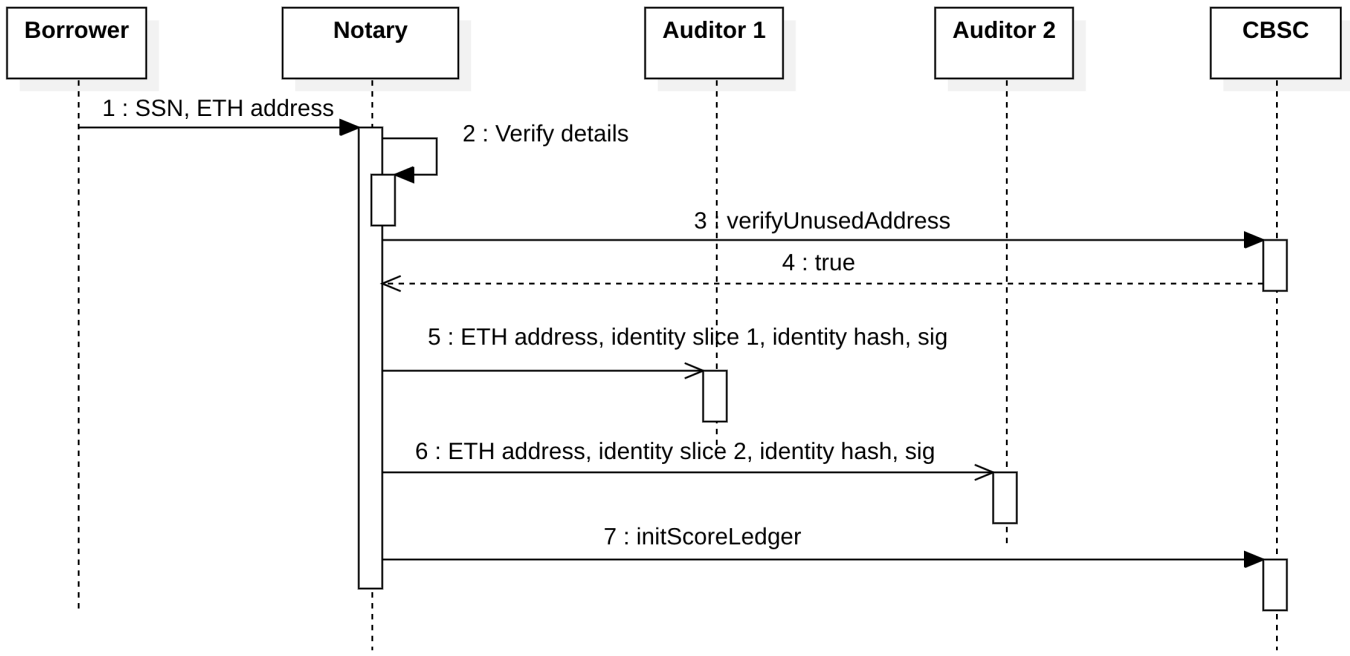 Borrower
Notary
Auditor 1
Auditor 2
CBSC
1 : SSN, ETH address
2 : Verify details
3 : verifyUnusedAddress
4 : true
5 : ETH address, identity slice 1, identity hash, sig
6 : ETH address, identity slice 2, identity hash, sig
7 : initScoreLedger